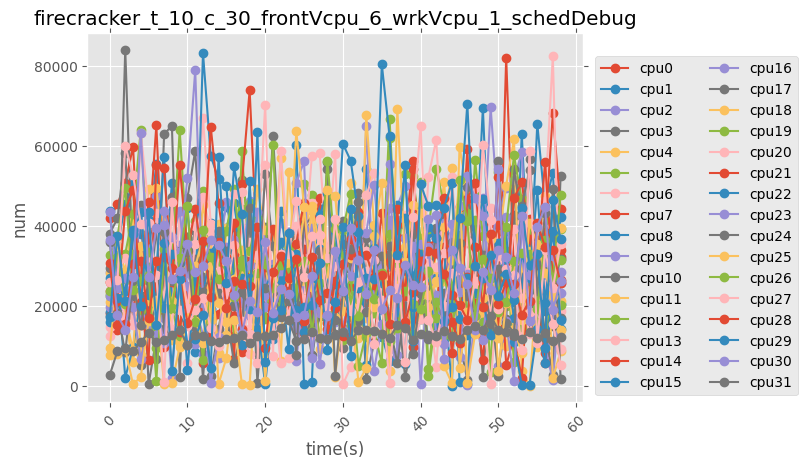 firecracker_t_10_c_30_frontVcpu_6_wrkVcpu_1_schedDebug
80000
60000
40000
20000
0
num
0
10
20
30
40
50
60
time(s)
cpu0
cpu1
cpu2
cpu3
cpu4
cpu5
cpu6
cpu7
cpu8
cpu9
cpu10
cpu11
cpu12
cpu13
cpu14
cpu15
cpu16
cpu17
cpu18
cpu19
cpu20
cpu21
cpu22
cpu23
cpu24
cpu25
cpu26
cpu27
cpu28
cpu29
cpu30
cpu31